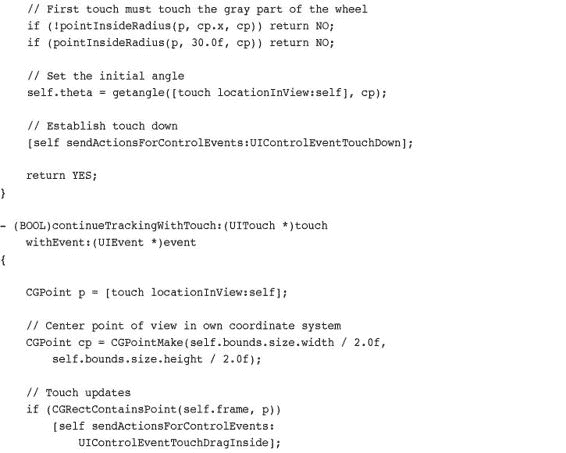 // First touch must touch the gray part of the wheel
if (!pointInsideRadius(p, cp.x, cp)) return NO;
if (pointInsideRadius(p, 30.0f, cp)) return NO;
// Set the initial angle
self.theta = getangle([touch locationInView:self], cp);
// Establish touch down
[self sendActionsForControlEvents:UIControlEventTouchDown];
return YES;
}
- (BOOL)continueTrackingWithTouch:(UITouch *)touch
withEvent:(UIEvent *)event
{
CGPoint p = [touch locationInView:self];
// Center point of view in own coordinate system
CGPoint cp = CGPointMake(self.bounds.size.width / 2.0f,
self.bounds.size.height / 2.0f);
// Touch updates
if (CGRectContainsPoint(self.frame, p))
[self sendActionsForControlEvents:
UIControlEventTouchDragInside];